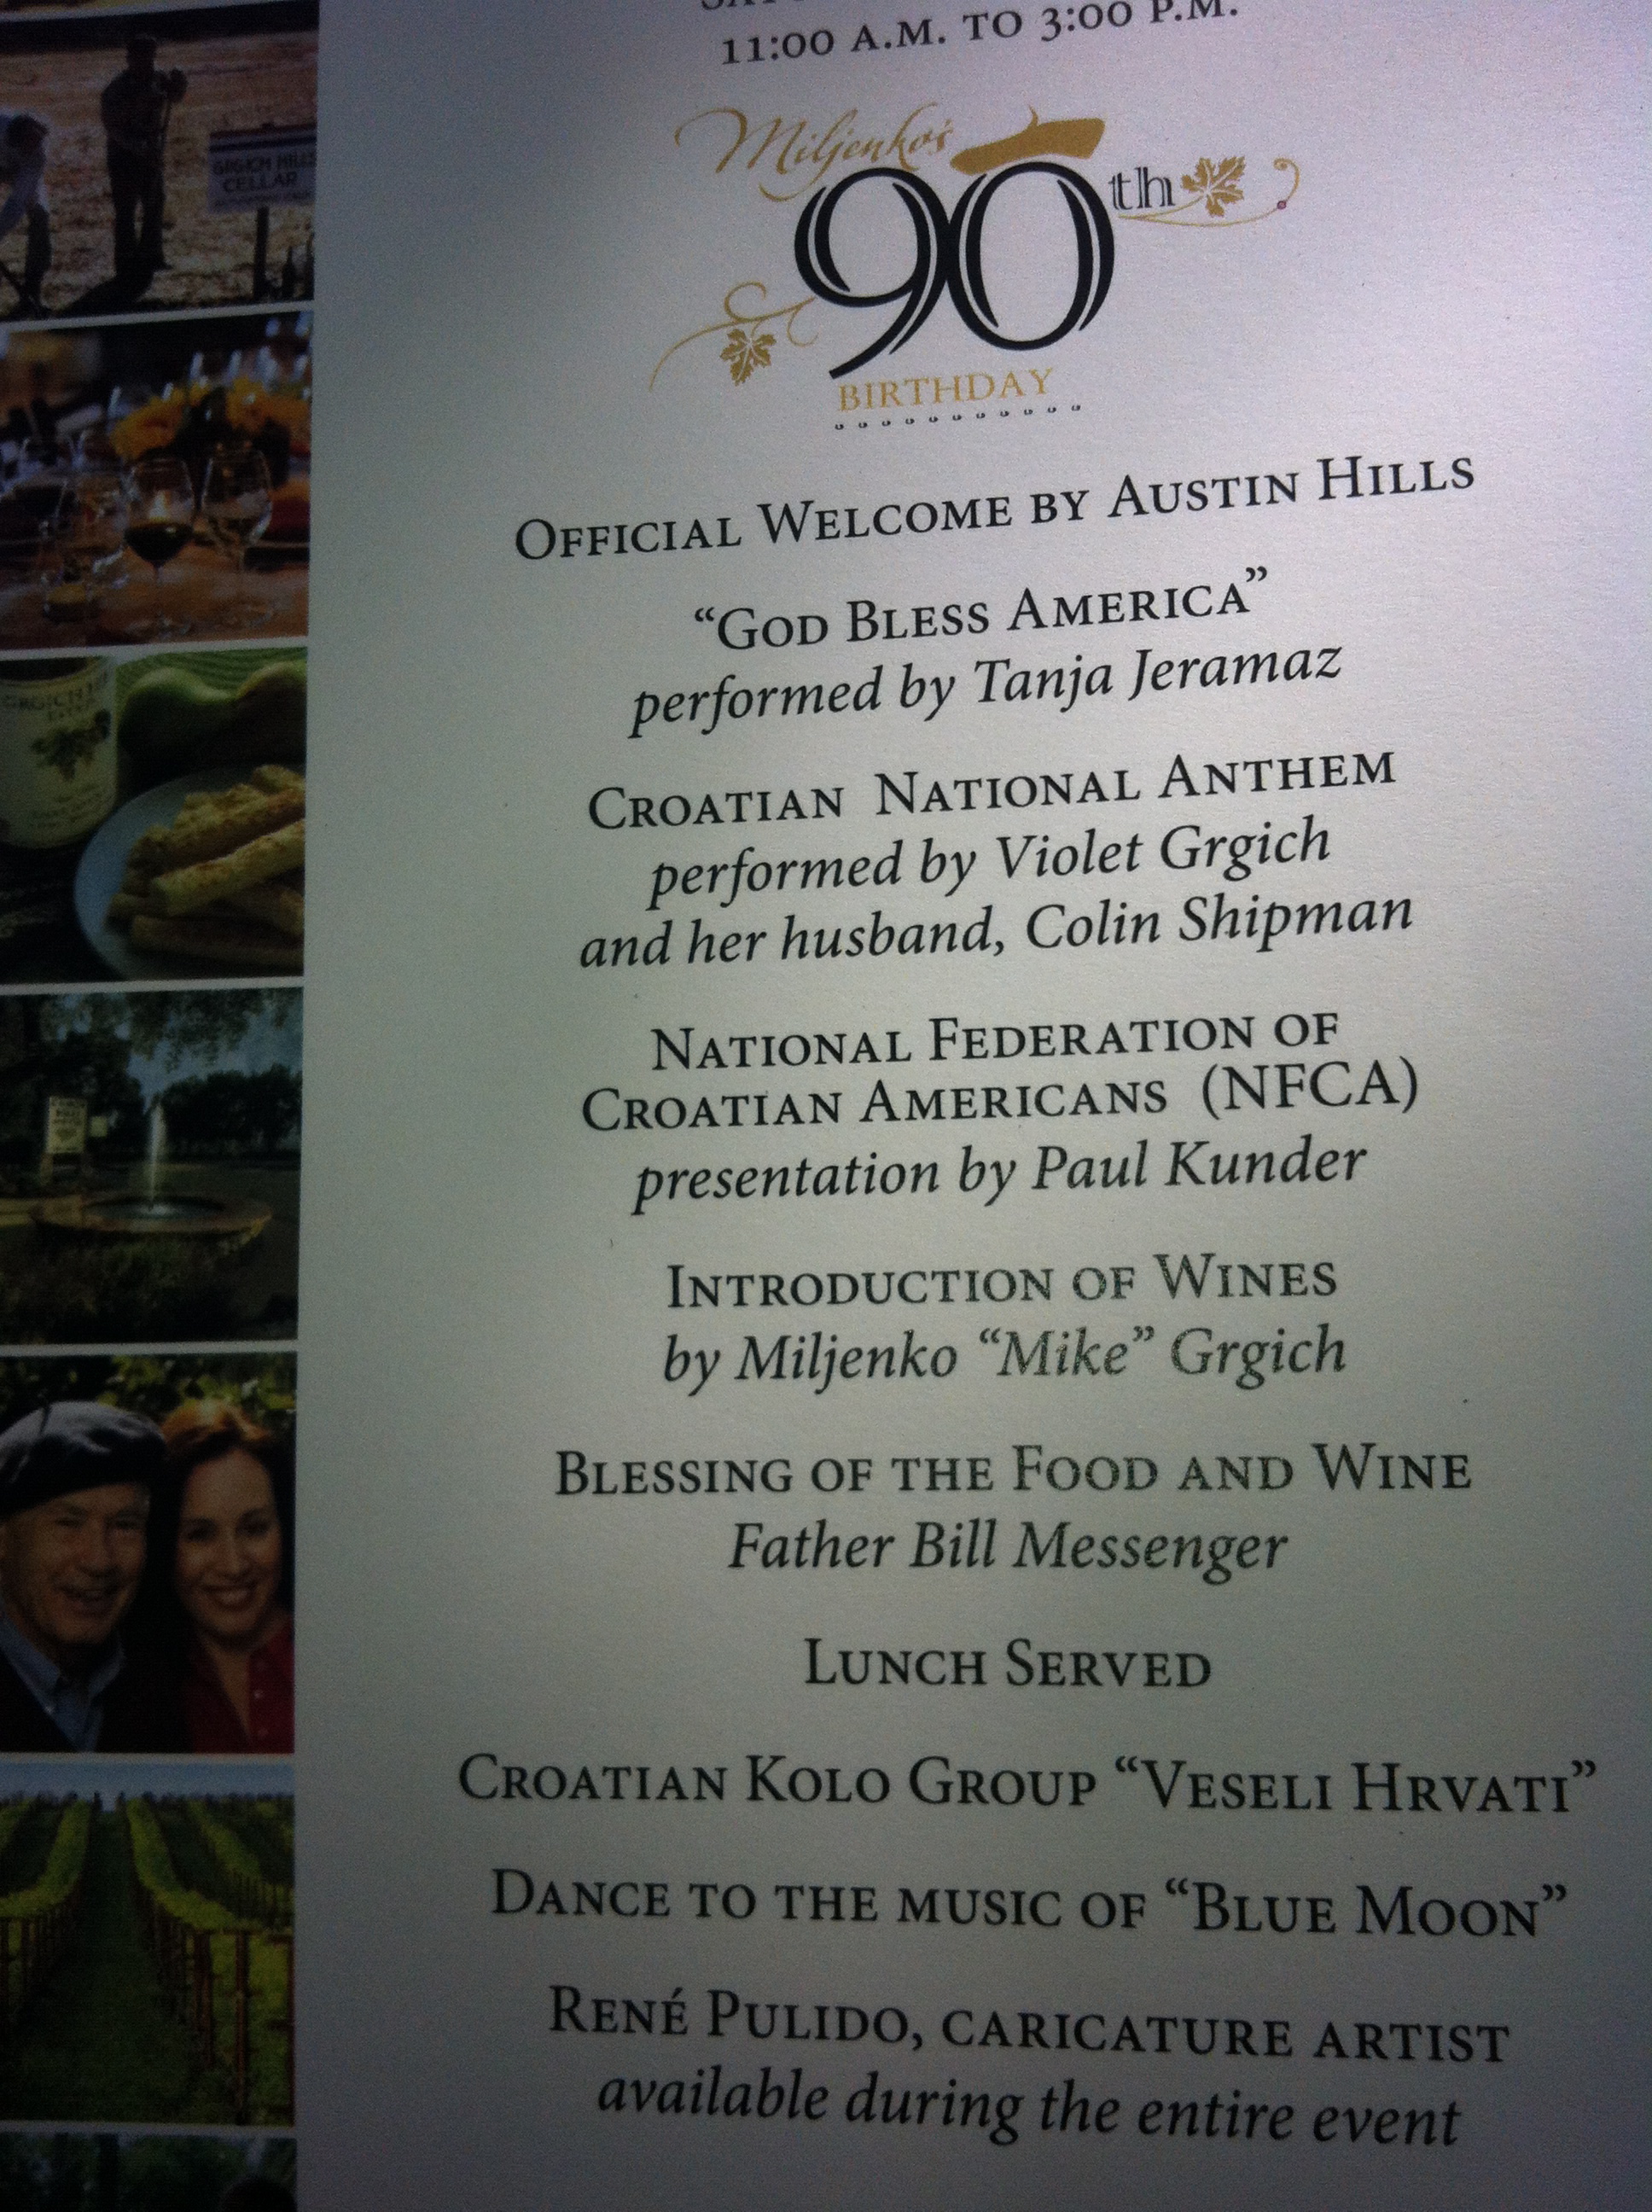 11:00 A.M. TO 3:00 P.M.
Miljenko's
90th
BIRTHDAY
GRGICH HILLS
CELLAR
OFFICIAL WELCOME BY AUSTIN HILLS
“GOD BLESS AMERICA”
performed by Tanja Jeramaz
CROATIAN NATIONAL ANTHEM
performed by Violet Grgich
and her husband, Colin Shipman
NATIONAL FEDERATION OF
CROATIAN AMERICANS (NFCA)
presentation by Paul Kunder
INTRODUCTION OF WINES
by Miljenko “Mike” Grgich
BLESSING OF THE FOOD AND WINE
Father Bill Messenger
LUNCH SERVED
CROATIAN KOLO GROUP “VESELI HRVATI”
DANCE TO THE MUSIC OF “BLUE MOON”
RENÉ PULIDO, CARICATURE ARTIST
available during the entire event